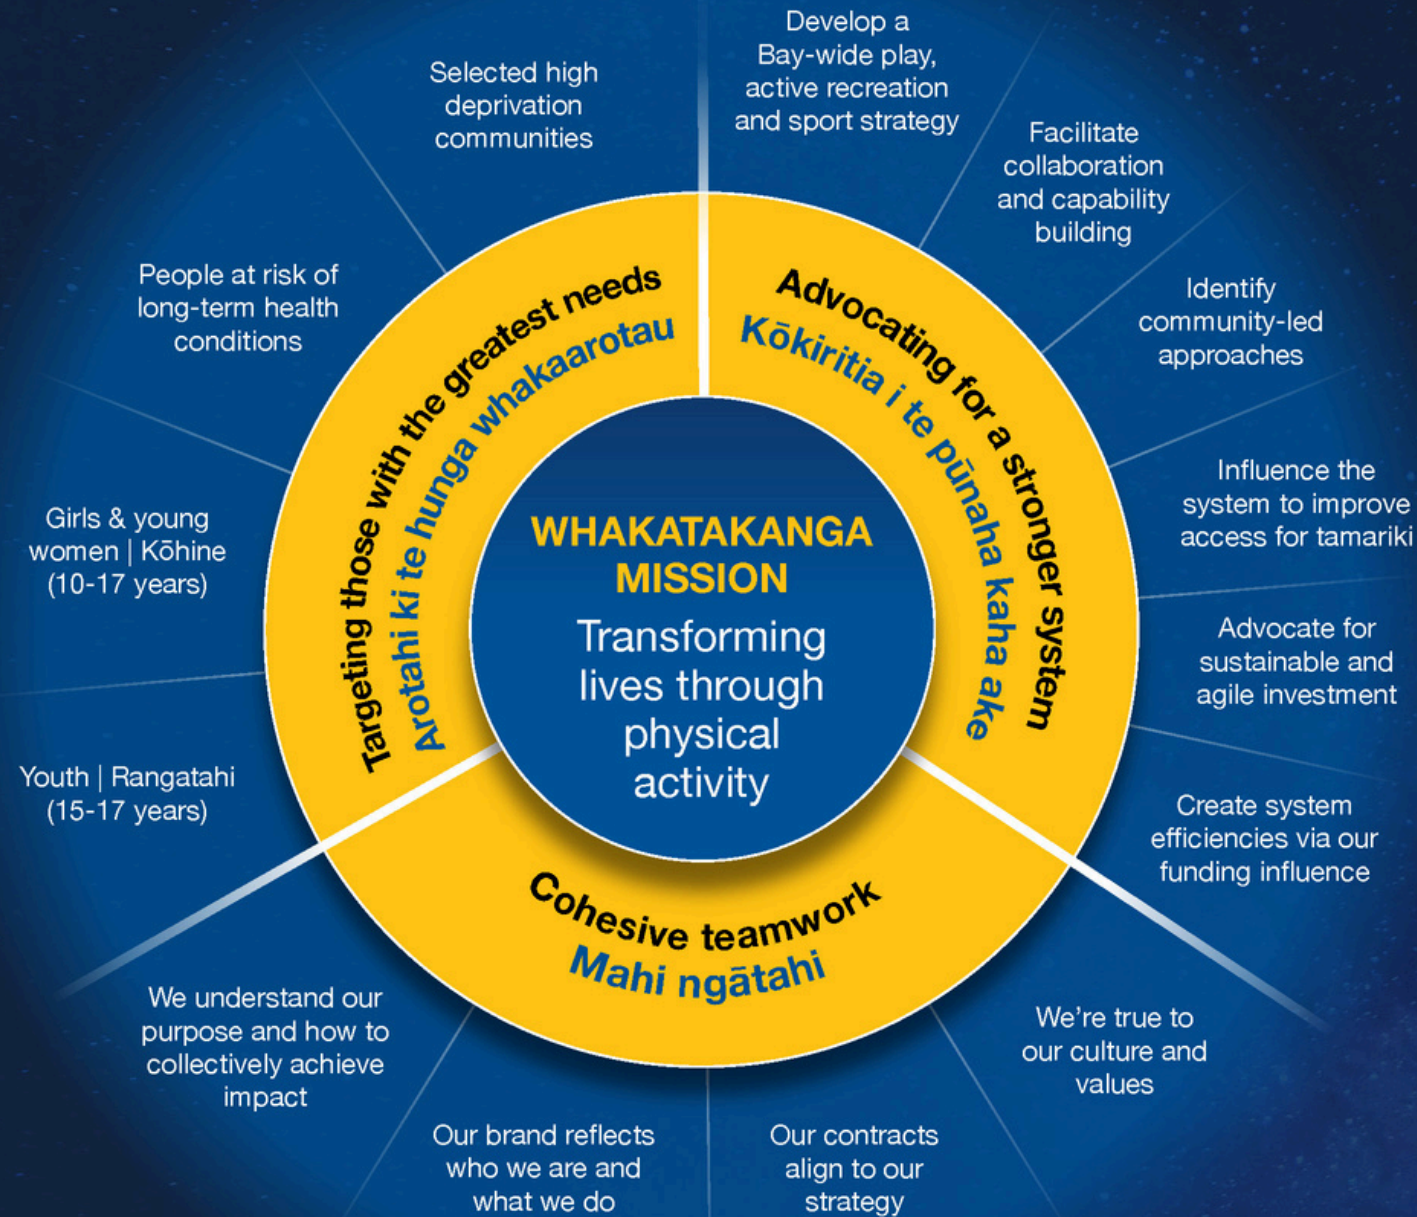 WHAKATAKANGA
MISSION
Transforming
lives through
physical
activity
Targeting those with the greatest needs
Arotahi ki te hunga whakaarotau
Advocating for a stronger system
Kōkiritia i te pūnaha kaha ake
Cohesive teamwork
Mahi ngātahi
Develop a
Bay-wide play,
active recreation
and sport strategy
Facilitate
collaboration
and capability
building
Identify
community-led
approaches
Influence the
system to improve
access for tamariki
Advocate for
sustainable and
agile investment
Create system
efficiencies via our
funding influence
We're true to
our culture and
values
Our contracts
align to our
strategy
Our brand reflects
who we are and
what we do
We understand our
purpose and how to
collectively achieve
impact
Youth | Rangatahi
(15-17 years)
Girls & young
women | Kōhine
(10-17 years)
People at risk of
long-term health
conditions
Selected high
deprivation
communities